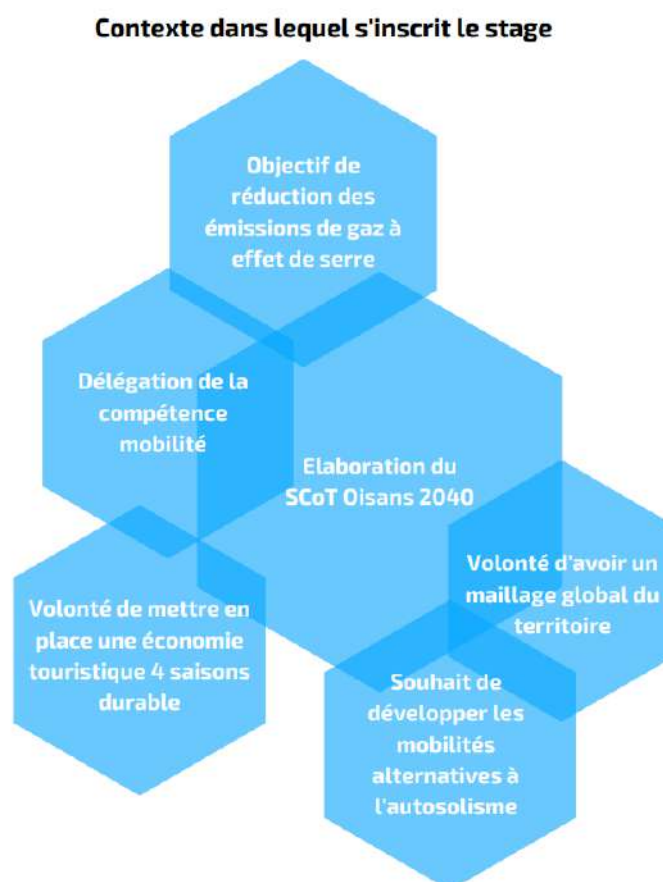 Contexte dans lequel s'inscrit le stage
Objectif de
réduction des
émissions de gaz à
effet de serre
Délégation de la
compétence
mobilité
Elaboration du
SCoT Oisans 2040
Volonté d'avoir un
maillage global du
territoire
Volonté de mettre en
place une économie
touristique 4 saisons
durable
Souhait de
développer les
mobilités
alternatives à
l'autosolisme